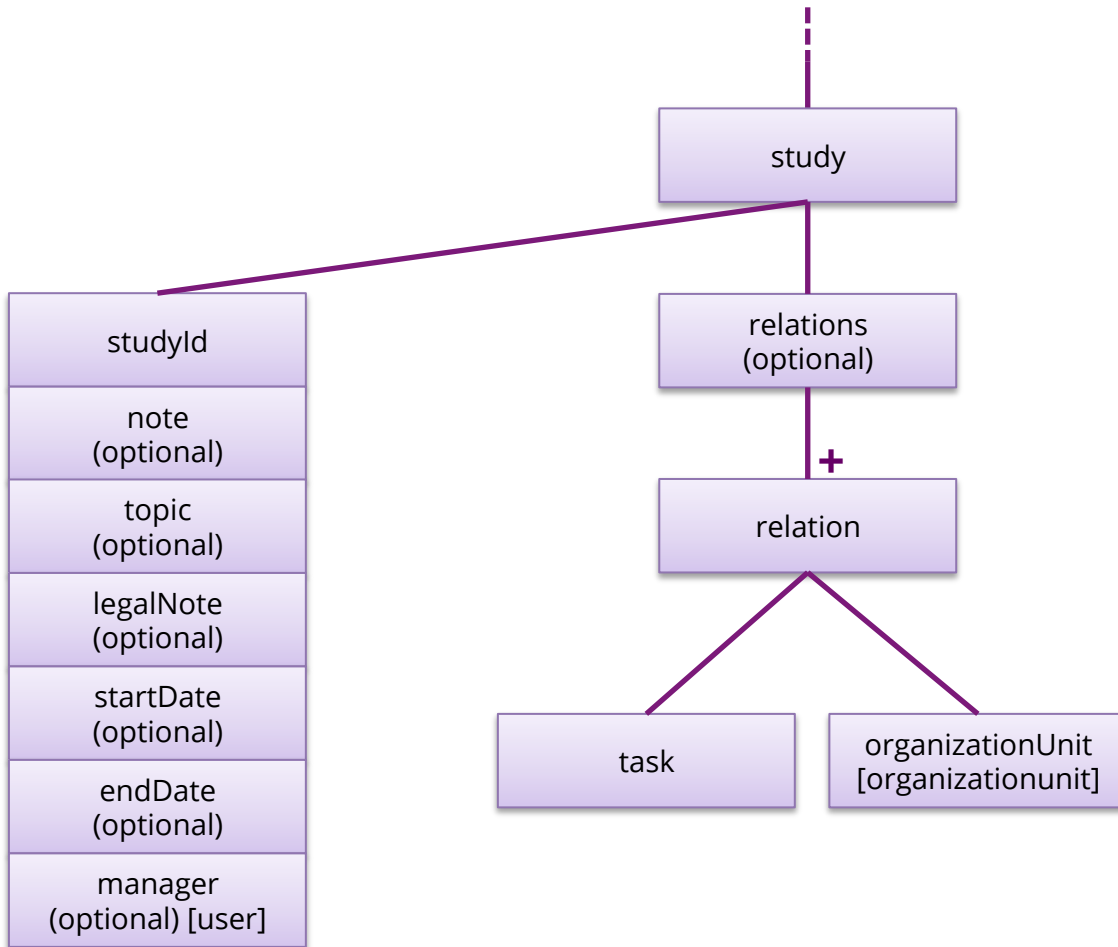 study
studyId
note
(optional)
topic
(optional)
legalNote
(optional)
startDate
(optional)
endDate
(optional)
manager
(optional) [user]
relations
(optional)
+
relation
task
organizationUnit
[organizationunit]